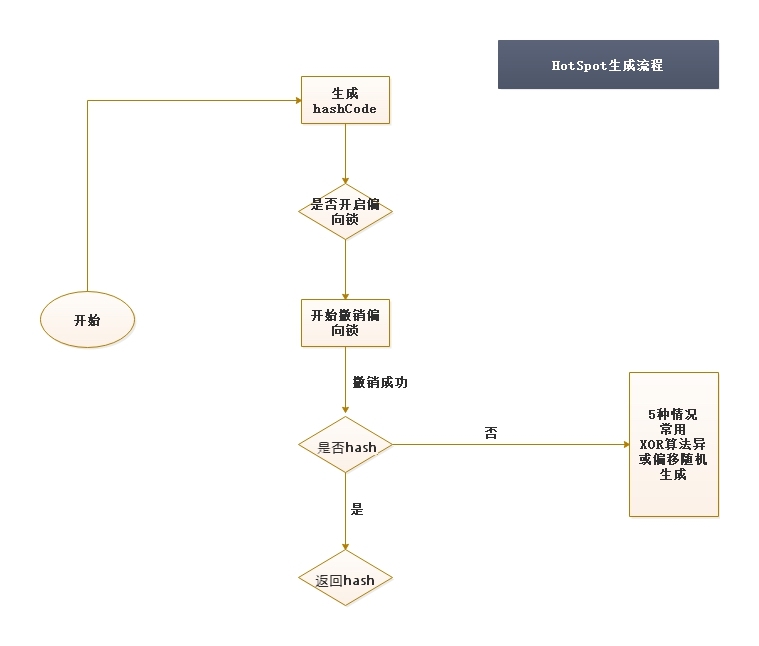 HotSpot生成流程
生成
hashCode
是否开启偏
向锁
开始
开始撤销偏
向锁
撤销成功
是否hash
否
5种情况
常用
XOR算法异
或偏移随机
生成
是
返回hash